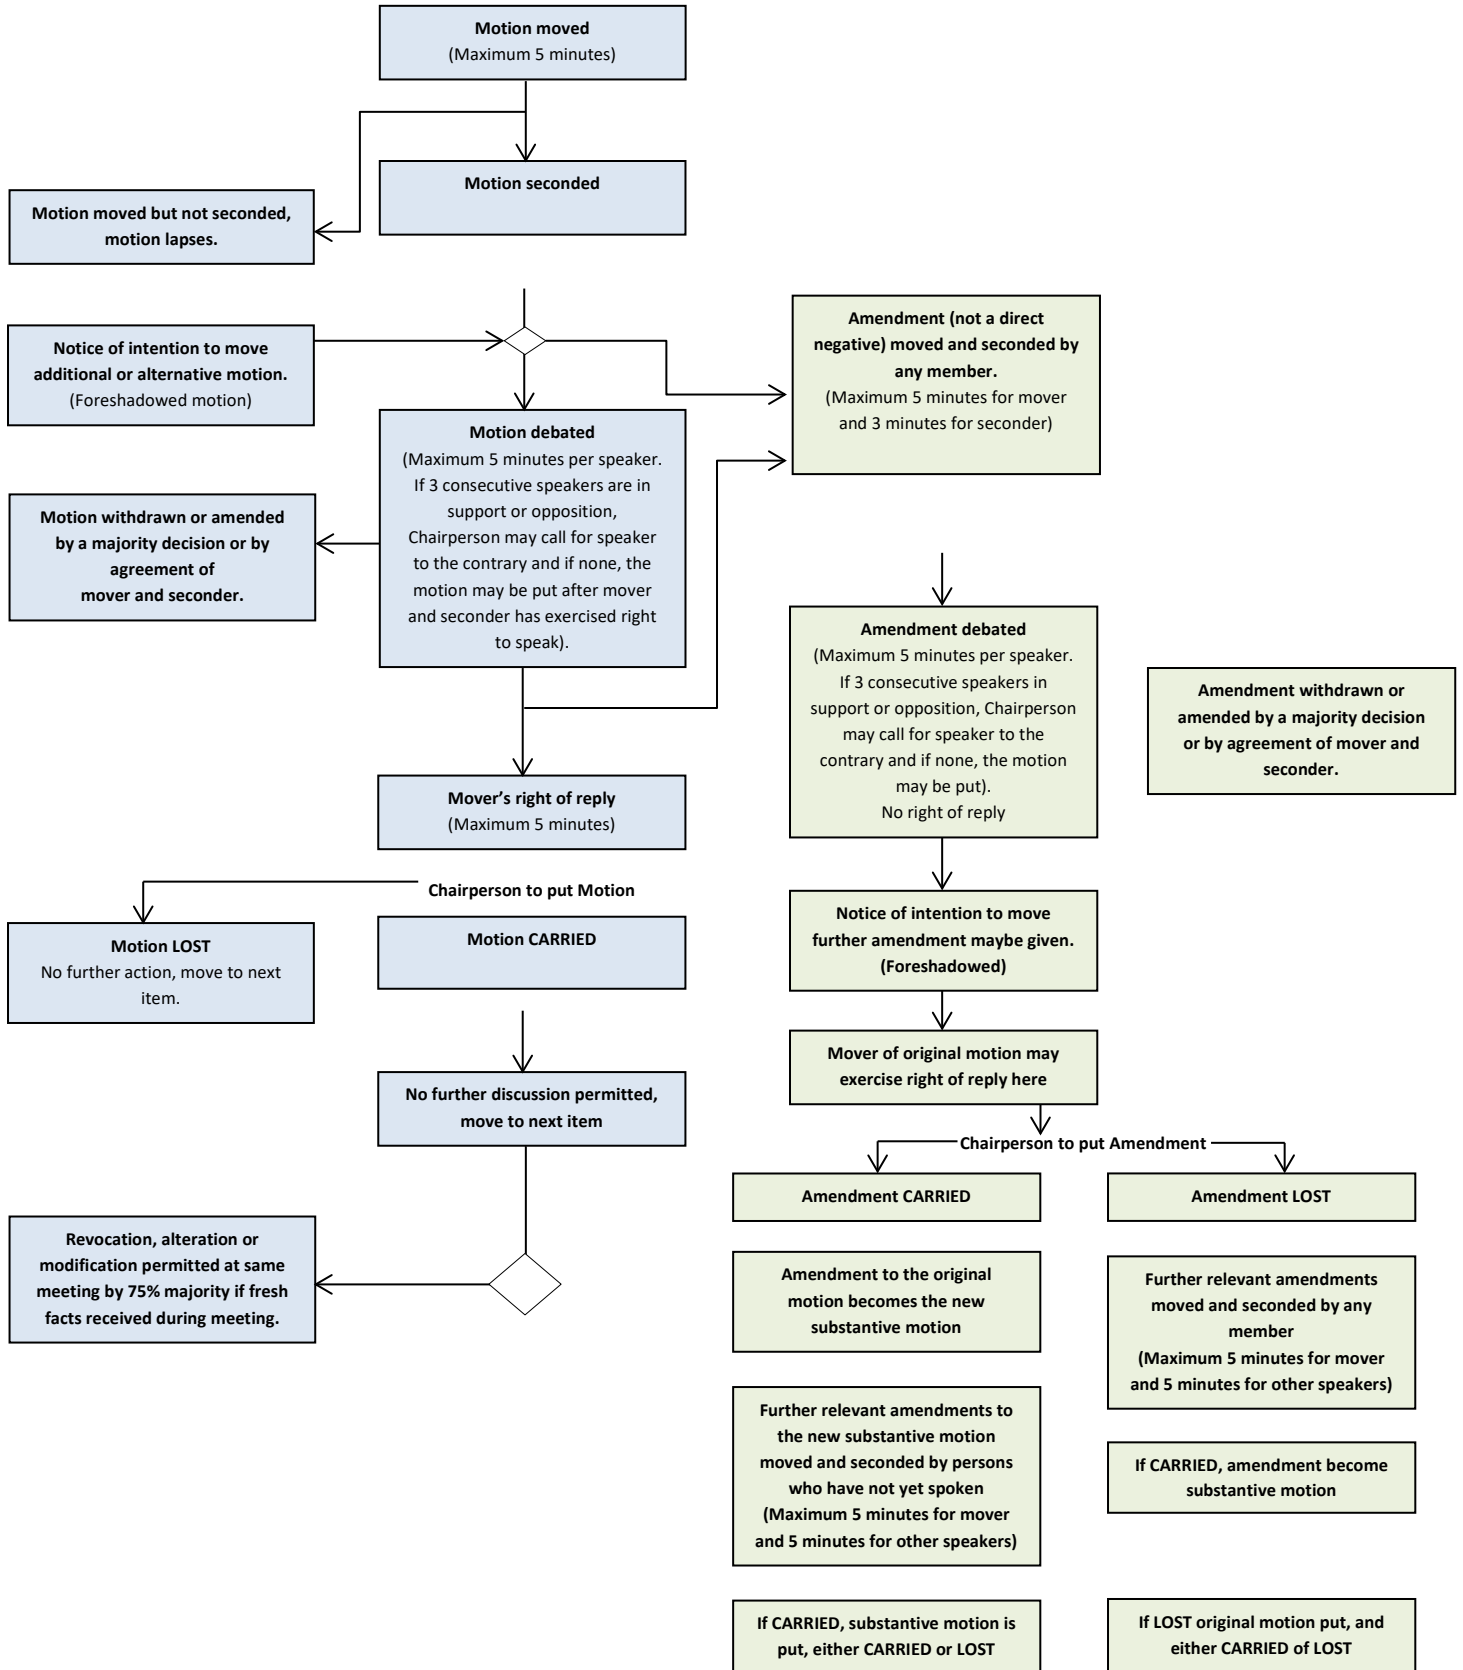 Motion moved
(Maximum 5 minutes)
Motion seconded
Motion moved but not seconded,
motion lapses.
Notice of intention to move
additional or alternative motion.
(Foreshadowed motion)
Motion debated
(Maximum 5 minutes per speaker.
If 3 consecutive speakers are in
support or opposition,
Chairperson may call for speaker
to the contrary and if none, the
motion may be put after mover
and seconder has exercised right
to speak).
Motion withdrawn or amended
by a majority decision or by
agreement of
mover and seconder.
Mover’s right of reply
(Maximum 5 minutes)
Chairperson to put Motion
Motion LOST
No further action, move to next
item.
Motion CARRIED
No further discussion permitted,
move to next item
Revocation, alteration or
modification permitted at same
meeting by 75% majority if fresh
facts received during meeting.
Amendment (not a direct
negative) moved and seconded by
any member.
(Maximum 5 minutes for mover
and 3 minutes for seconder)
Amendment debated
(Maximum 5 minutes per speaker.
If 3 consecutive speakers in
support or opposition, Chairperson
may call for speaker to the
contrary and if none, the motion
may be put).
No right of reply
Amendment withdrawn or
amended by a majority decision
or by agreement of mover and
seconder.
Notice of intention to move
further amendment maybe given.
(Foreshadowed)
Mover of original motion may
exercise right of reply here
Chairperson to put Amendment
Amendment CARRIED
Amendment to the original
motion becomes the new
substantive motion
Further relevant amendments to
the new substantive motion
moved and seconded by persons
who have not yet spoken
(Maximum 5 minutes for mover
and 5 minutes for other speakers)
If CARRIED, substantive motion is
put, either CARRIED or LOST
Amendment LOST
Further relevant amendments
moved and seconded by any
member
(Maximum 5 minutes for mover
and 5 minutes for other speakers)
If CARRIED, amendment become
substantive motion
If LOST original motion put, and
either CARRIED of LOST